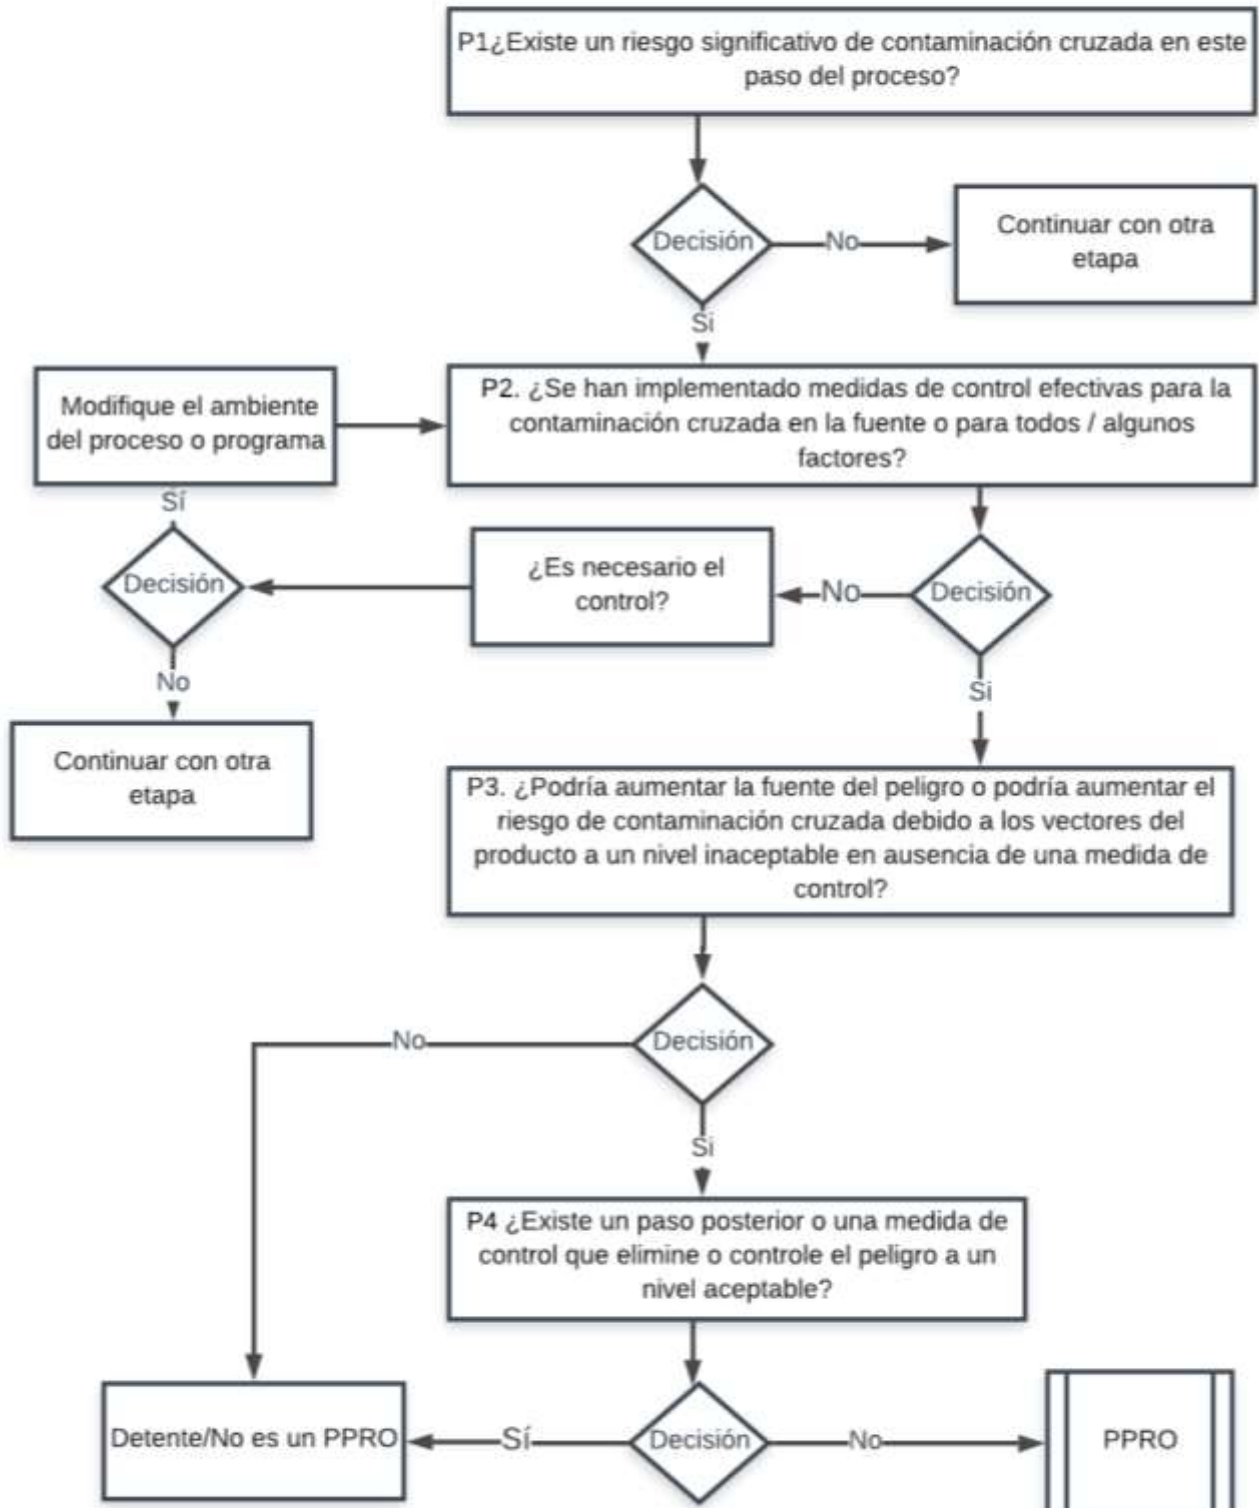 P1¿Existe un riesgo significativo de contaminación cruzada en este
paso del proceso?
Decisión
No
Continuar con otra
etapa
Si
Modifique el ambiente
del proceso o programa
P2. ¿Se han implementado medidas de control efectivas para la
contaminación cruzada en la fuente o para todos / algunos
factores?
Sí
Decisión
¿Es necesario el
control?
No
Decisión
No
Si
Continuar con otra
etapa
P3. ¿Podría aumentar la fuente del peligro o podría aumentar el
riesgo de contaminación cruzada debido a los vectores del
producto a un nivel inaceptable en ausencia de una medida de
control?
No
Decisión
Si
P4 ¿Existe un paso posterior o una medida de
control que elimine o controle el peligro a un
nivel aceptable?
Detente/No es un PPRO
Sí
Decisión
No
PPRO